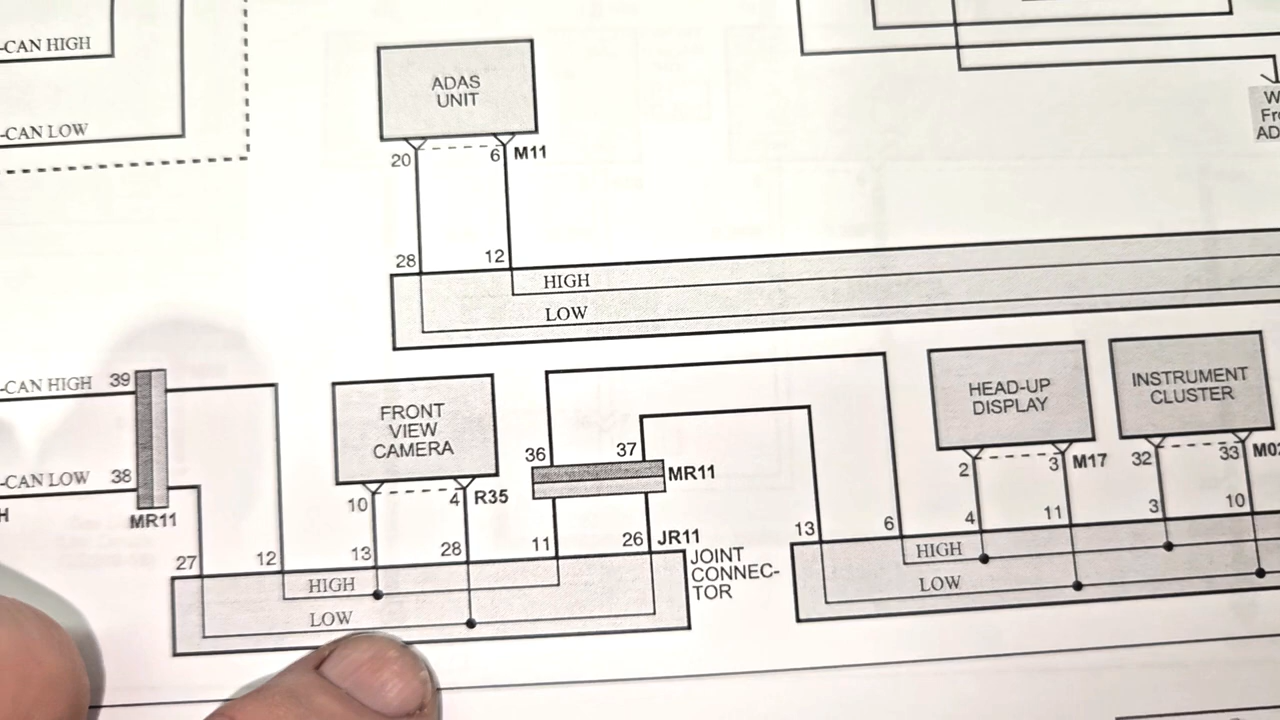 -CAN HIGH
-CAN LOW
ADAS
UNIT
20
6
M11
28
12
HIGH
LOW
-CAN HIGH
39
-CAN LOW
38
H
MR11
FRONT
VIEW
CAMERA
10
4
R35
36
37
MR11
HEAD-UP
DISPLAY
2
3
M17
INSTRUMENT
CLUSTER
32
33
27
12
13
28
11
26
JR11
JOINT
CONNEC-
TOR
HIGH
LOW
13
6
4
11
3
10
HIGH
LOW